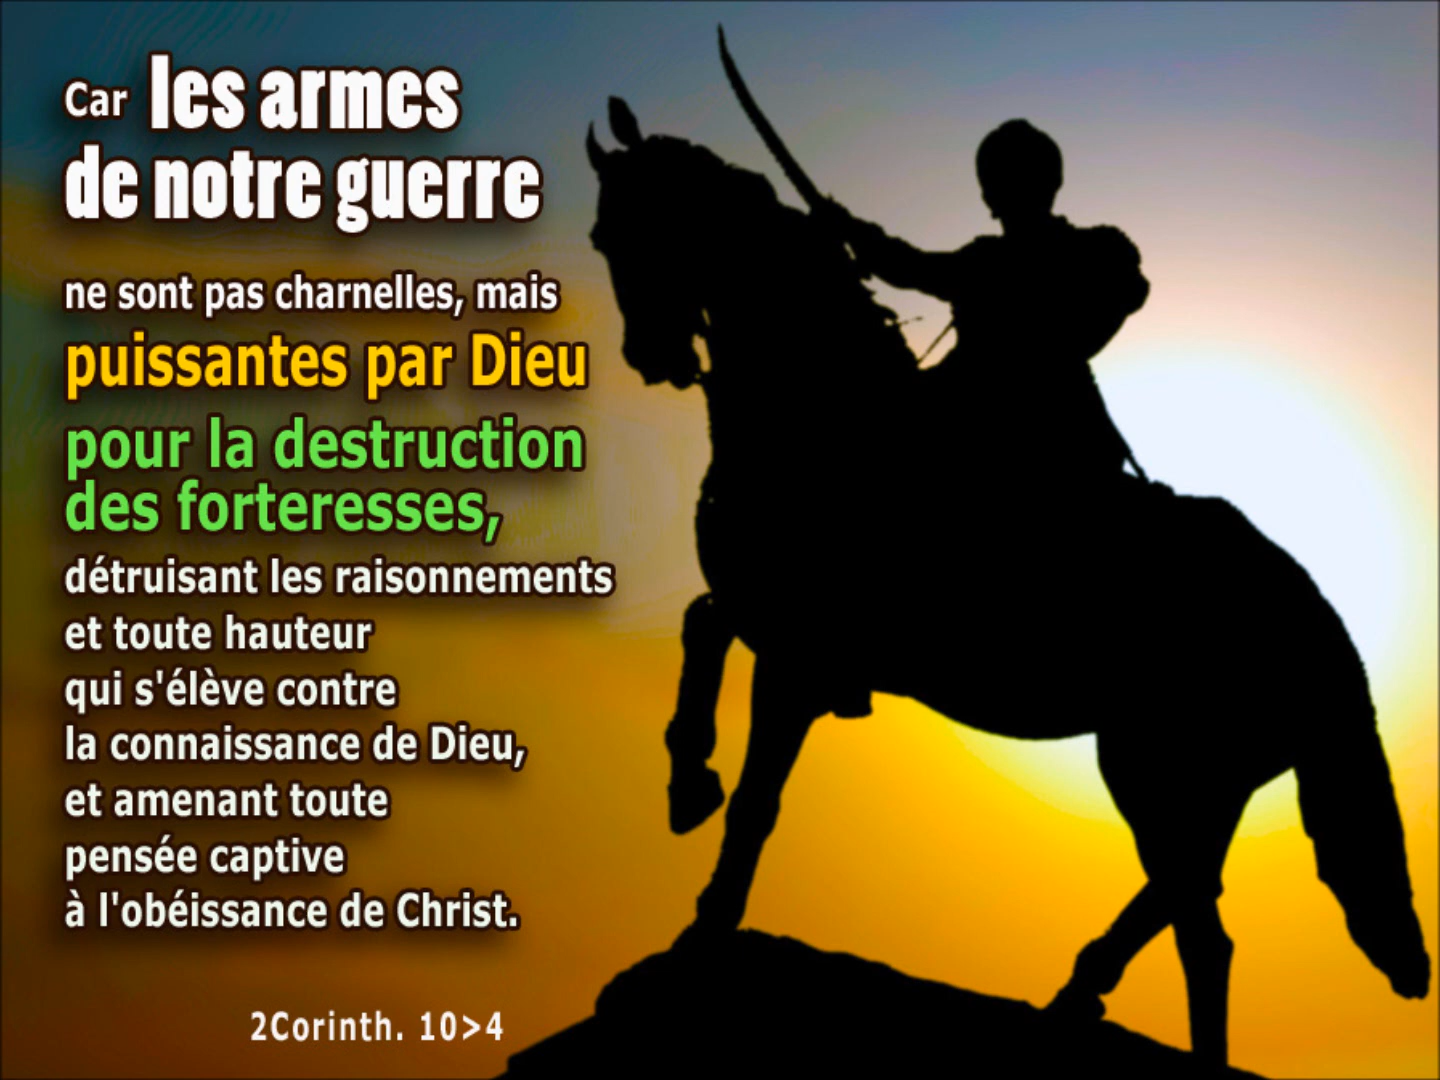 Car les armes
de notre guerre
ne sont pas charnelles, mais
puissantes par Dieu
pour la destruction
des forteresses,
détruisant les raisonnements
et toute hauteur
qui s'élève contre
la connaissance de Dieu,
et amenant toute
pensée captive
à l'obéissance de Christ.
2Corinth. 10>4